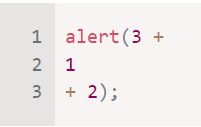 1 alert(3 +
2 1
3 + 2);